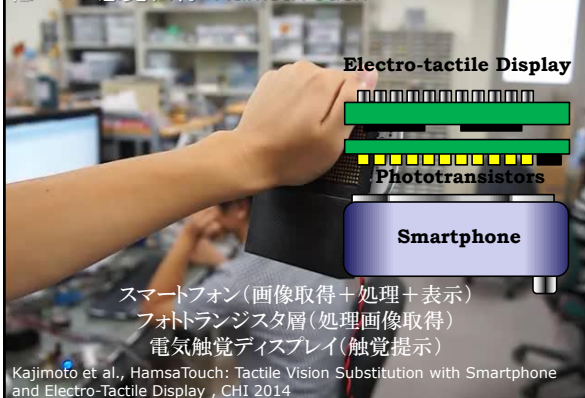 Electro-tactile Display
Phototransistors
Smartphone
スマートフォン(画像取得+処理+表示)
フォトトランジスタ層(処理画像取得)
電気触覚ディスプレイ(触覚提示)
Kajimoto et al., HamsaTouch: Tactile Vision Substitution with Smartphone
and Electro-Tactile Display , CHI 2014